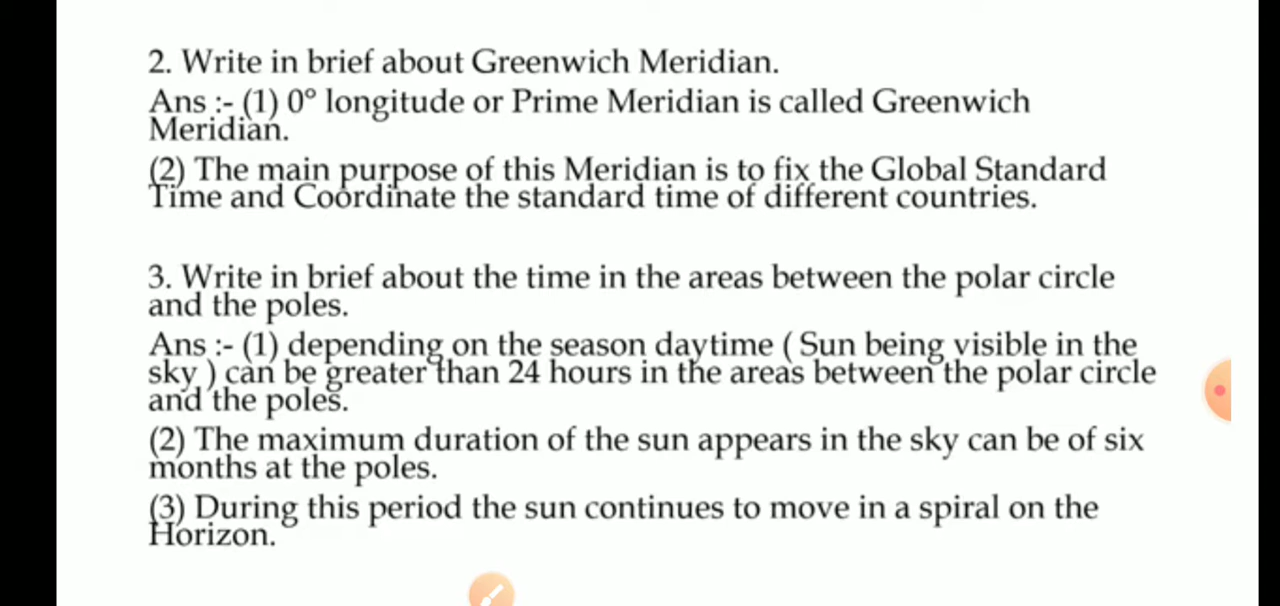 2. Write in brief about Greenwich Meridian.
Ans :- (1) 0° longitude or Prime Meridian is called Greenwich
Meridian.
(2) The main purpose of this Meridian is to fix the Global Standard
Time and Coordinate the standard time of different countries.
3. Write in brief about the time in the areas between the polar circle
and the poles.
Ans :- (1) depending on the season daytime ( Sun being visible in the
sky ) can be greater than 24 hours in the areas between the polar circle
and the poles.
(2) The maximum duration of the sun appears in the sky can be of six
months at the poles.
(3) During this period the sun continues to move in a spiral on the
Horizon.